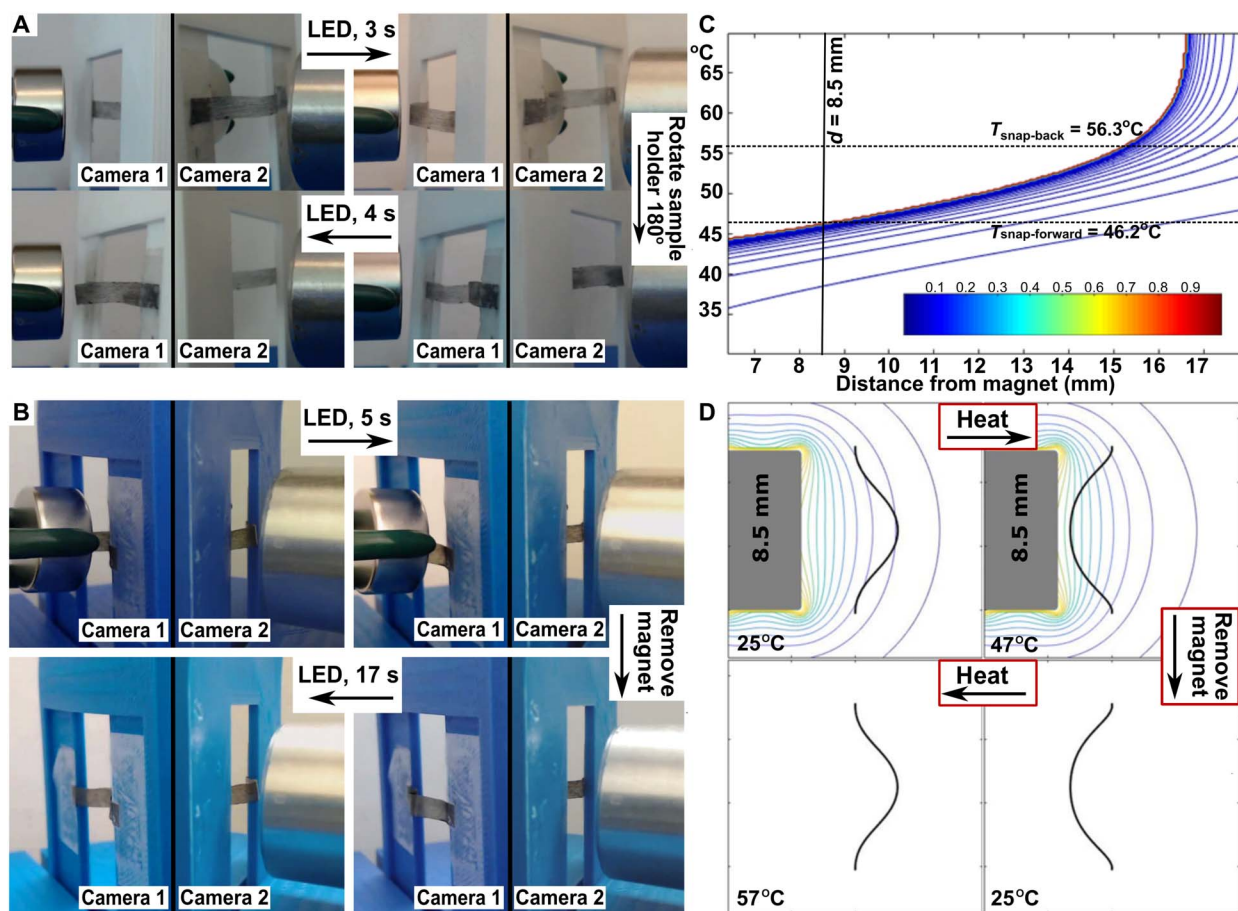 A
LED, 3 s
Camera 1
Camera 2
Camera 1
Camera 2
Rotate sample
holder 180°
LED, 4 s
Camera 1
Camera 2
Camera 1
Camera 2
B
LED, 5 s
Camera 1
Camera 2
Camera 1
Camera 2
Remove
magnet
LED, 17 s
Camera 1
Camera 2
Camera 1
Camera 2
C
°C
65
60
55
50
45
40
35
d = 8.5 mm
Tsnap-back = 56.3°C
Tsnap-forward = 46.2°C
0.1 0.2 0.3 0.4 0.5 0.6 0.7 0.8 0.9
7 8 9 10 11 12 13 14 15 16 17
Distance from magnet (mm)
D
Heat
8.5 mm
25°C
8.5 mm
47°C
Remove
magnet
Heat
57°C
25°C